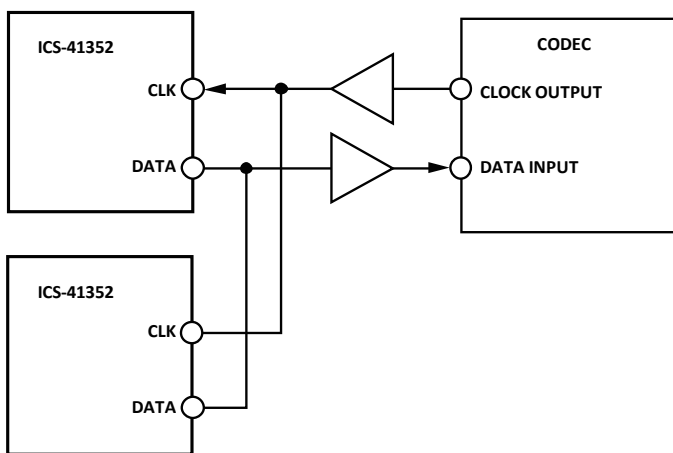 ICS-41352
CLK
DATA
CODEC
CLOCK OUTPUT
DATA INPUT
ICS-41352
CLK
DATA